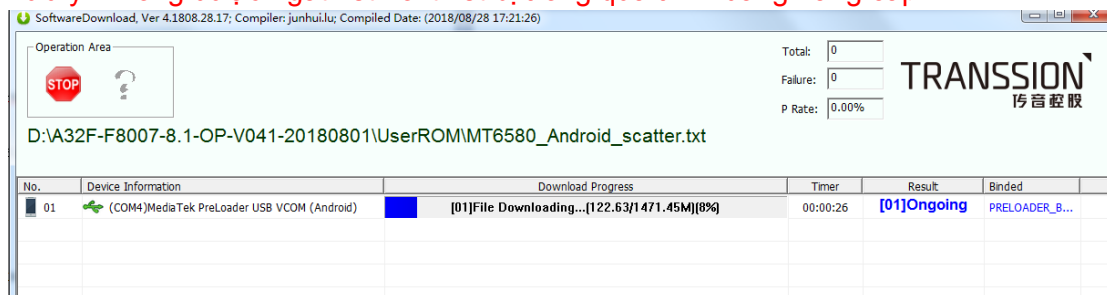 SoftwareDownload, Ver 4.1808.28.17; Compiler: junhui.lu; Compiled Date: (2018/08/28 17:21:26)
Operation Area
STOP
Total: 0
Failure: 0
P Rate: 0.00%
TRANSSION
传音控股
D:\A32F-F8007-8.1-OP-V041-20180801\UserROM\MT6580_Android_scatter.txt
No. Device Information Download Progress Timer Result Binded
01 (COM4)MediaTek PreLoader USB VCOM (Android) [01]File Downloading...(122.63/1471.45M)(8%) 00:00:26 [01]Ongoing PRELOADER_B...